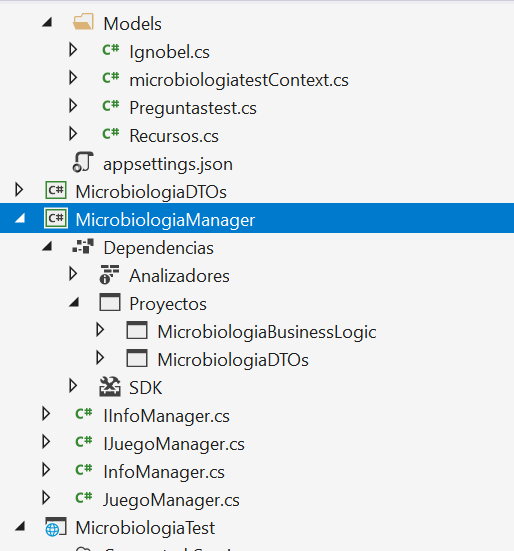 Models
C# Ignobel.cs
C# microbiologiatestContext.cs
C# Preguntastest.cs
C# Recursos.cs
appsettings.json
C# MicrobiologiaDTOs
C# MicrobiologiaManager
Dependencias
Analizadores
Proyectos
MicrobiologiaBusinessLogic
MicrobiologiaDTOs
SDK
C# IInfoManager.cs
C# IJuegoManager.cs
C# InfoManager.cs
C# JuegoManager.cs
MicrobiologiaTest